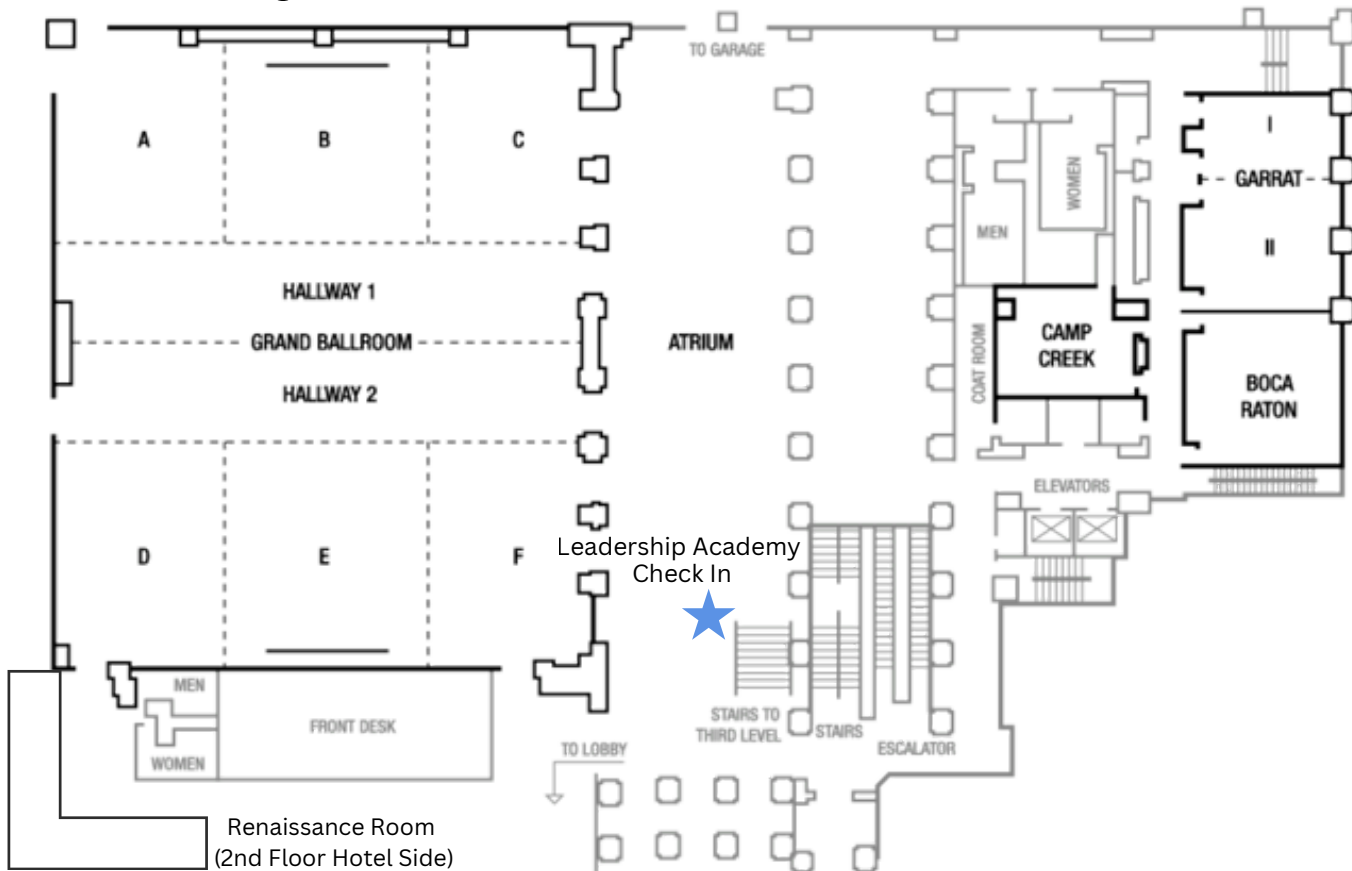 TO GARAGE
A
B
C
I
GARRAT
II
WOMEN
MEN
HALLWAY 1
GRAND BALLROOM
HALLWAY 2
ATRIUM
COAT ROOM
CAMP
CREEK
BOCA
RATON
ELEVATORS
D
E
F
Leadership Academy
Check In
MEN
FRONT DESK
WOMEN
STAIRS TO
THIRD LEVEL
STAIRS
ESCALATOR
TO LOBBY
Renaissance Room
(2nd Floor Hotel Side)